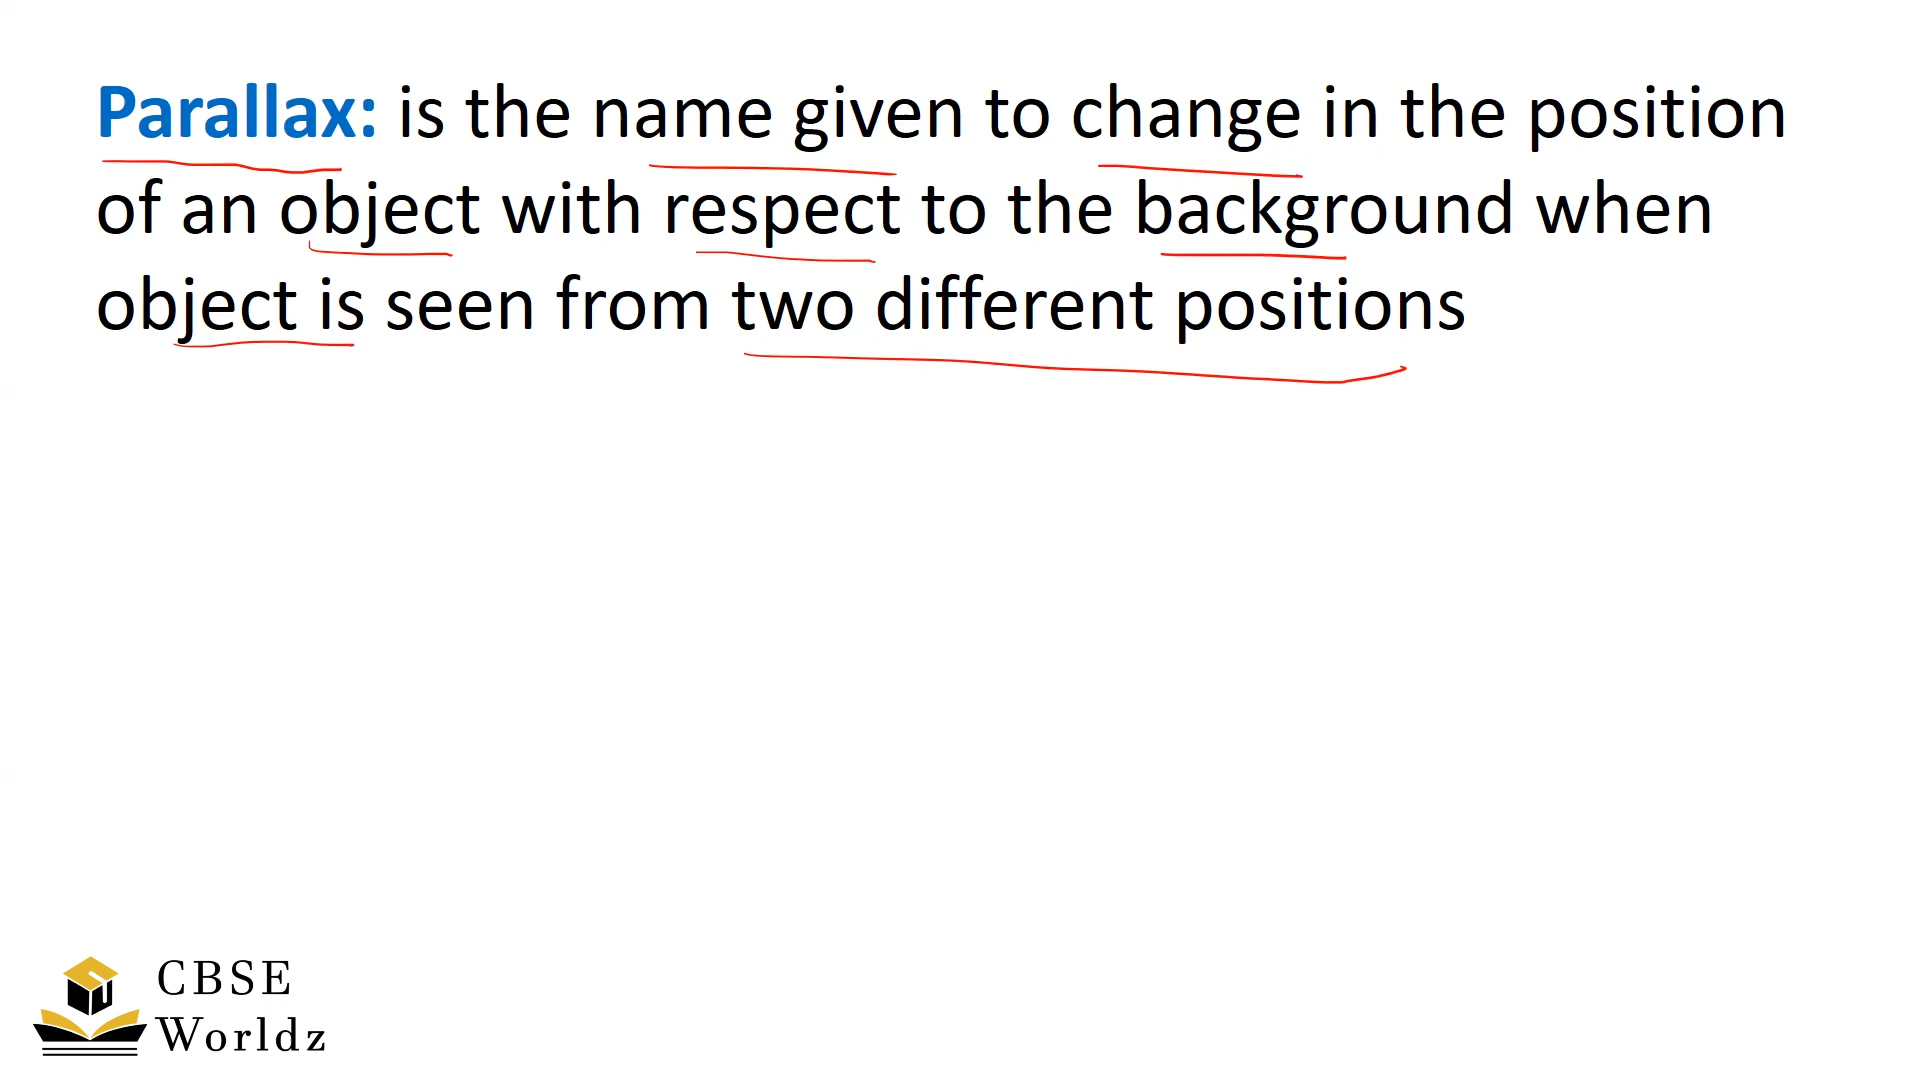 Parallax: is the name given to change in the position
of an object with respect to the background when
object is seen from two different positions
CBSE
Worldz